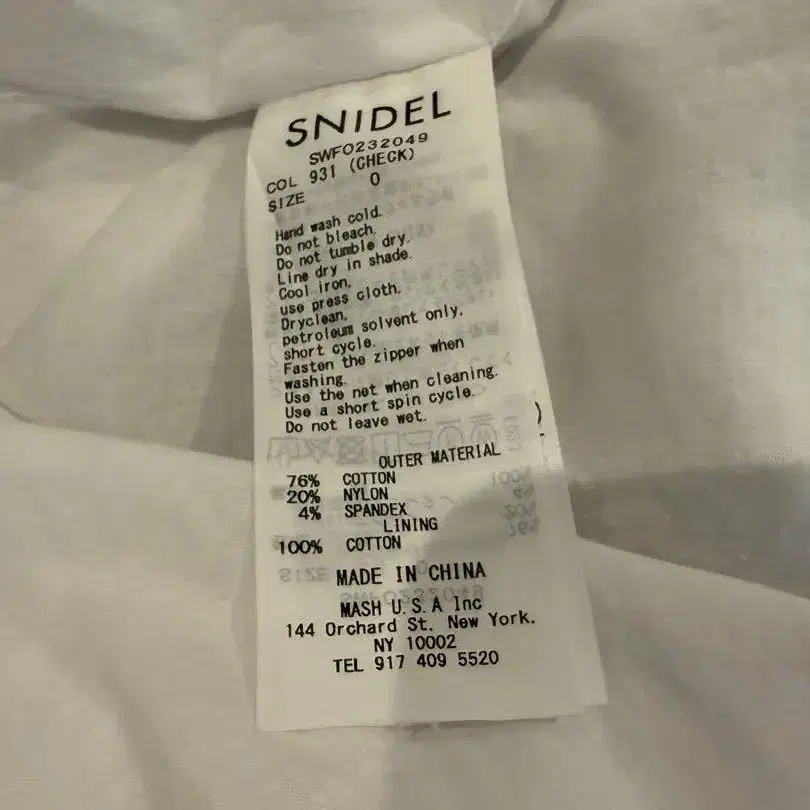 SNIDEL
SWFO232049
COL 931 (CHECK)
SIZE 0
Hand wash cold.
Do not bleach.
Do not tumble dry.
Line dry in shade.
Cool iron.
use press cloth.
Dryclean,
petroleum solvent only,
short cycle.
Fasten the zipper when
washing.
Use the net when cleaning.
Use a short spin cycle.
Do not leave wet.
OUTER MATERIAL
76% COTTON
20% NYLON
4% SPANDEX
LINING
100% COTTON
MADE IN CHINA
MASH U.S.A Inc
144 Orchard St. New York.
NY 10002
TEL 917 409 5520